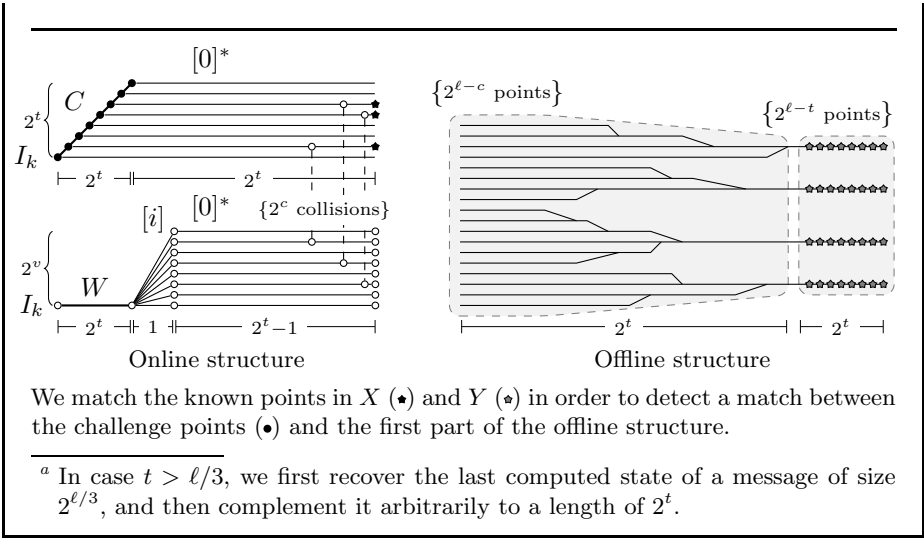 [0]*
C
2^t
I_k
2^t
2^t
{2^c collisions}
[i]
[0]*
2^v
W
I_k
2^t
1
2^t−1
Online structure
{2^{ℓ−c} points}
{2^{ℓ−t} points}
2^t
2^t
Offline structure
We match the known points in X (★) and Y (☆) in order to detect a match between
the challenge points (●) and the first part of the offline structure.
^a In case t > ℓ/3, we first recover the last computed state of a message of size
2^{ℓ/3}, and then complement it arbitrarily to a length of 2^t.